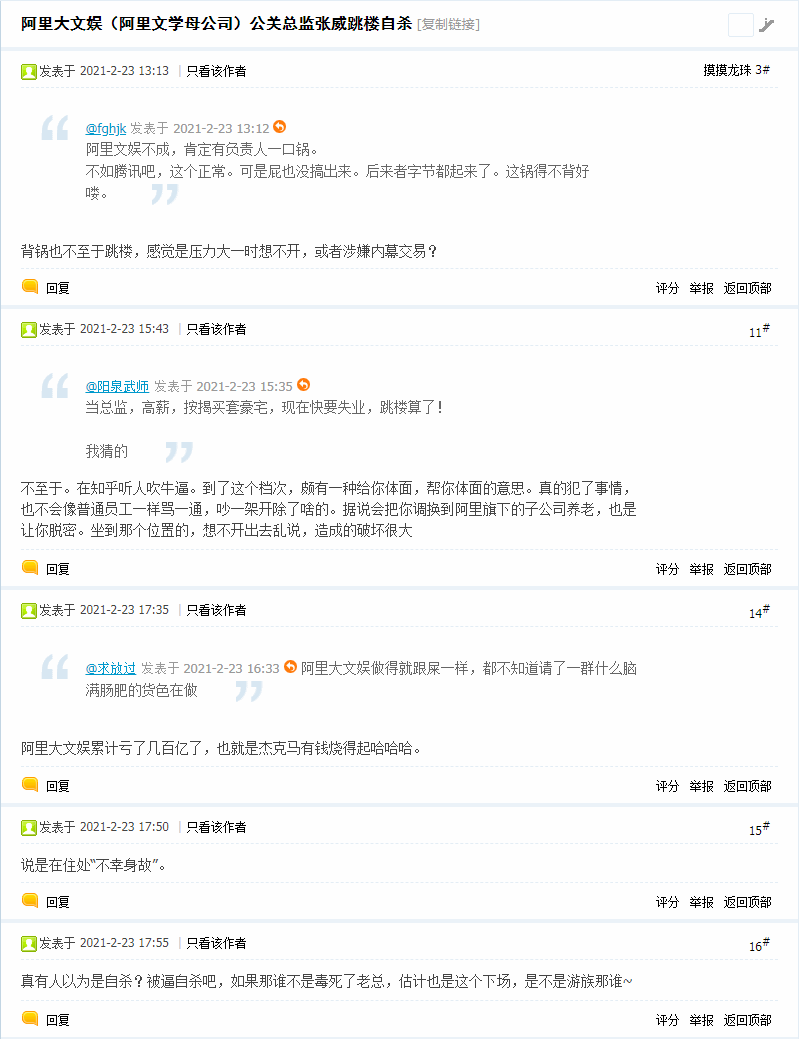 阿里大文娱（阿里文学母公司）公关总监张威跳楼自杀 [复制链接]
发表于 2021-2-23 13:13 |只看该作者 摸摸龙珠 3#
@fghjk 发表于 2021-2-23 13:12
阿里文娱不成，肯定有负责人一口锅。
不如腾讯吧，这个正常。可是屁也没搞出来。后来者字节都起来了。这锅得不背好
喽。
背锅也不至于跳楼，感觉是压力大一时想不开，或者涉嫌内幕交易？
回复 评分 举报 返回顶部
发表于 2021-2-23 15:43 |只看该作者 11#
@阳泉武师 发表于 2021-2-23 15:35
当总监，高薪，按揭买套豪宅，现在快要失业，跳楼算了！
我猜的
不至于。在知乎听人吹牛逼。到了这个档次，颇有一种给你体面，帮你体面的意思。真的犯了事情，
也不会像普通员工一样骂一通，吵一架开除了啥的。据说会把你调换到阿里旗下的子公司养老，也是
让你脱密。坐到那个位置的，想不开出去乱说，造成的破坏很大
回复 评分 举报 返回顶部
发表于 2021-2-23 17:35 |只看该作者 14#
@求放过 发表于 2021-2-23 16:33 阿里大文娱做得就跟屎一样，都不知道请了一群什么脑
满肠肥的货色在做
阿里大文娱累计亏了几百亿了，也就是杰克马有钱烧得起哈哈哈。
回复 评分 举报 返回顶部
发表于 2021-2-23 17:50 |只看该作者 15#
说是在住处“不幸身故”。
回复 评分 举报 返回顶部
发表于 2021-2-23 17:55 |只看该作者 16#
真有人以为是自杀？被逼自杀吧，如果那谁不是毒死了老总，估计也是这个下场，是不是游族那谁~
回复 评分 举报 返回顶部